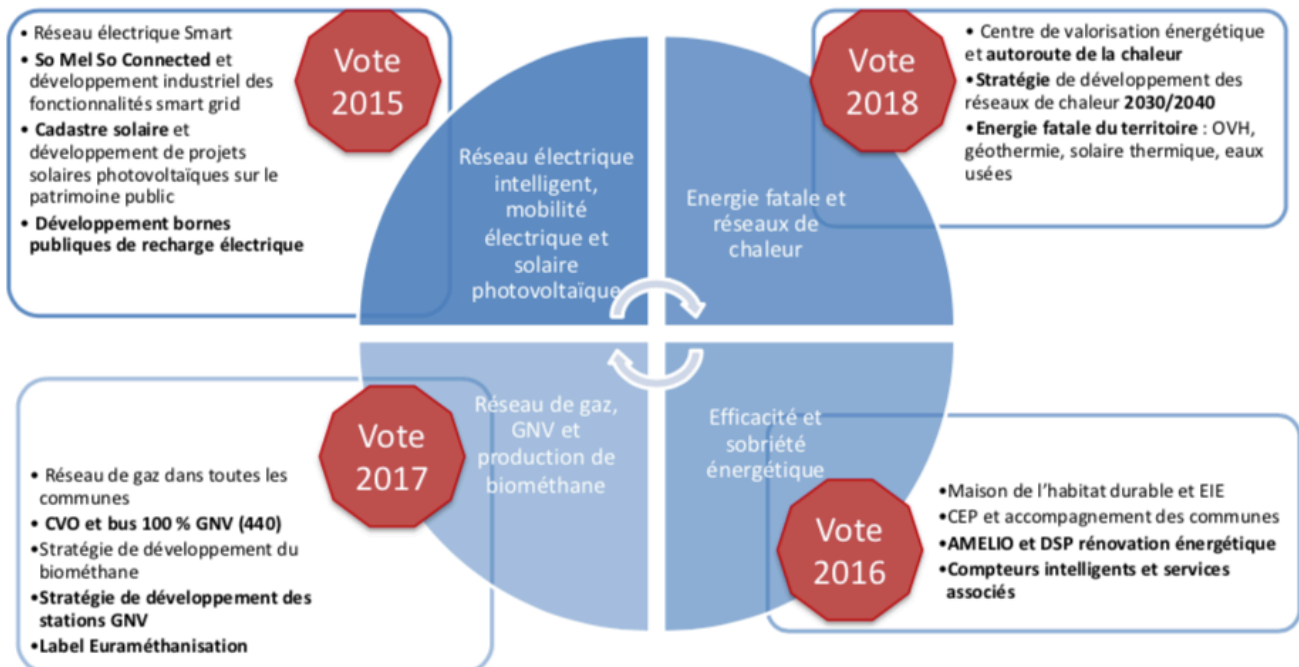 • Réseau électrique Smart
• So Mel So Connected et
développement industriel des
fonctionnalités smart grid
• Cadastre solaire et
développement de projets
solaires photovoltaïques sur le
patrimoine public
• Développement bornes
publiques de recharge électrique
Vote
2015
Réseau électrique
intelligent,
mobilité
électrique et
solaire
photovoltaïque
Vote
2018
• Centre de valorisation énergétique
et autoroute de la chaleur
•Stratégie de développement des
réseaux de chaleur 2030/2040
•Energie fatale du territoire : OVH,
géothermie, solaire thermique, eaux
usées
Energie fatale et
réseaux de
chaleur
Vote
2017
• Réseau de gaz dans toutes les
communes
• CVO et bus 100 % GNV (440)
•Stratégie de développement du
biométhane
•Stratégie de développement des
stations GNV
•Label Euraméthanisation
Réseau de gaz,
GNV et
production de
biométhane
Efficacité et
sobriété
énergétique
Vote
2016
•Maison de l’habitat durable et EIE
•CEP et accompagnement des communes
•AMELIO et DSP rénovation énergétique
•Compteurs intelligents et services
associés